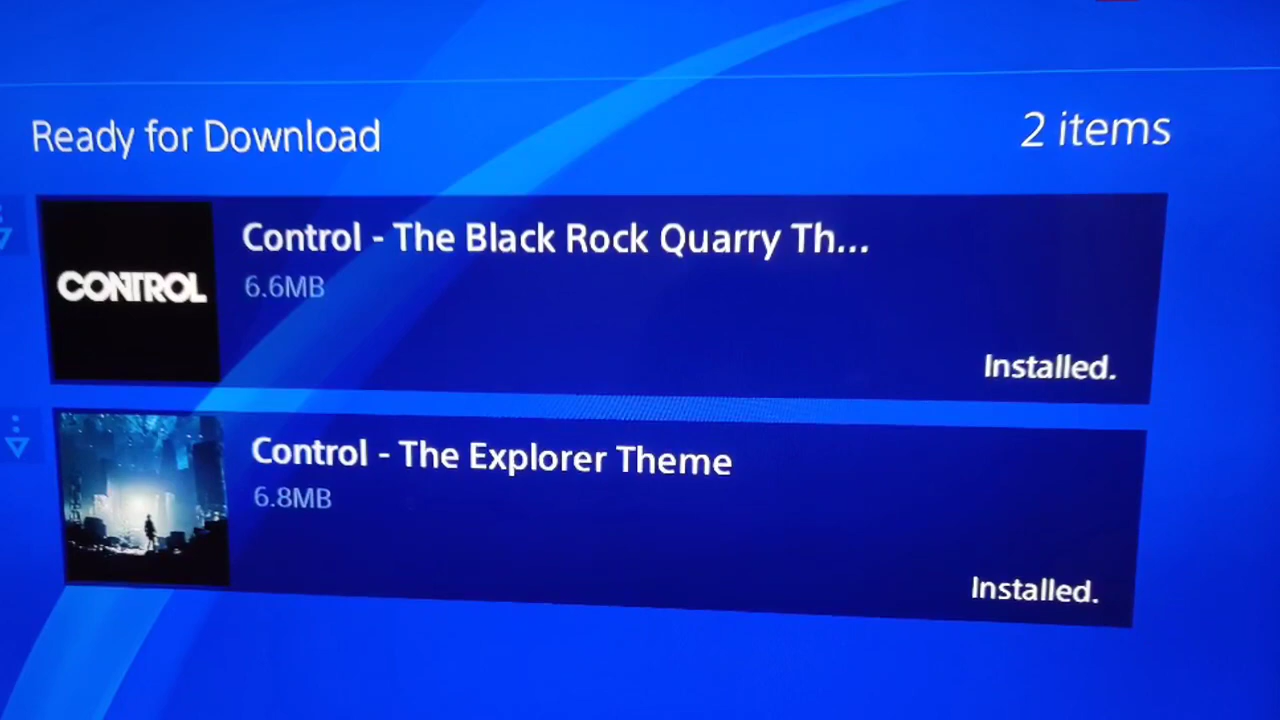 Ready for Download
2 items
CONTROL
Control - The Black Rock Quarry Th...
6.6MB
Installed.
Control - The Explorer Theme
6.8MB
Installed.